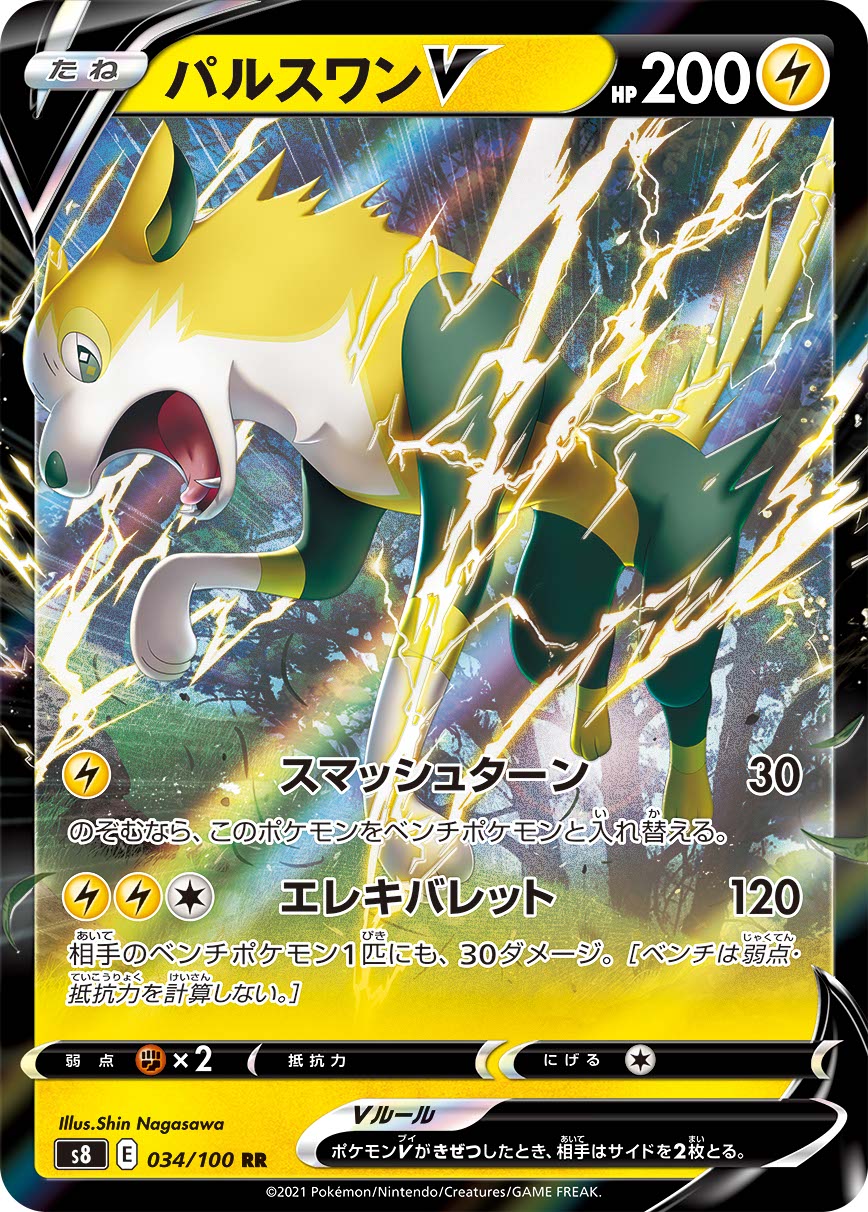 たね
パルスワンV
HP 200
スマッシュターン 30
のぞむなら、このポケモンをベンチポケモンと入れ替える。
エレキバレット 120
相手のベンチポケモン1匹にも、30ダメージ。［ベンチは弱点・
抵抗力を計算しない。］
弱点 ×2 抵抗力 にげる
Illus.Shin Nagasawa
Vルール
ポケモンVがきぜつしたとき、相手はサイドを2枚とる。
s8 E 034/100 RR
©2021 Pokémon/Nintendo/Creatures/GAME FREAK.